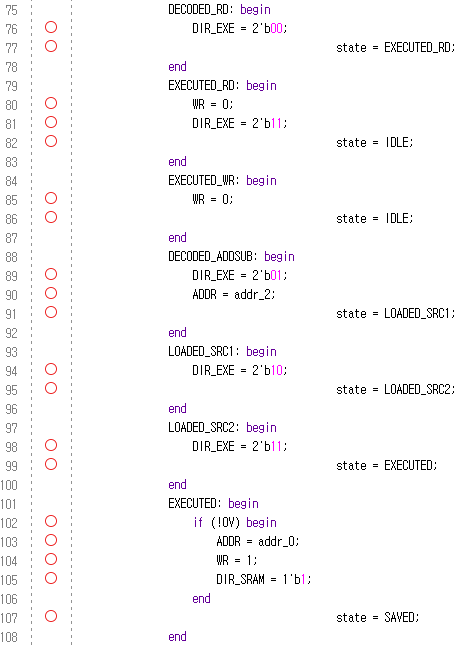 75 DECODED_RD: begin
76 DIR_EXE = 2'b00;
77 state = EXECUTED_RD;
78 end
79 EXECUTED_RD: begin
80 WR = 0;
81 DIR_EXE = 2'b11;
82 state = IDLE;
83 end
84 EXECUTED_WR: begin
85 WR = 0;
86 state = IDLE;
87 end
88 DECODED_ADDSUB: begin
89 DIR_EXE = 2'b01;
90 ADDR = addr_2;
91 state = LOADED_SRC1;
92 end
93 LOADED_SRC1: begin
94 DIR_EXE = 2'b10;
95 state = LOADED_SRC2;
96 end
97 LOADED_SRC2: begin
98 DIR_EXE = 2'b11;
99 state = EXECUTED;
100 end
101 EXECUTED: begin
102 if (!OV) begin
103 ADDR = addr_0;
104 WR = 1;
105 DIR_SRAM = 1'b1;
106 end
107 state = SAVED;
108 end